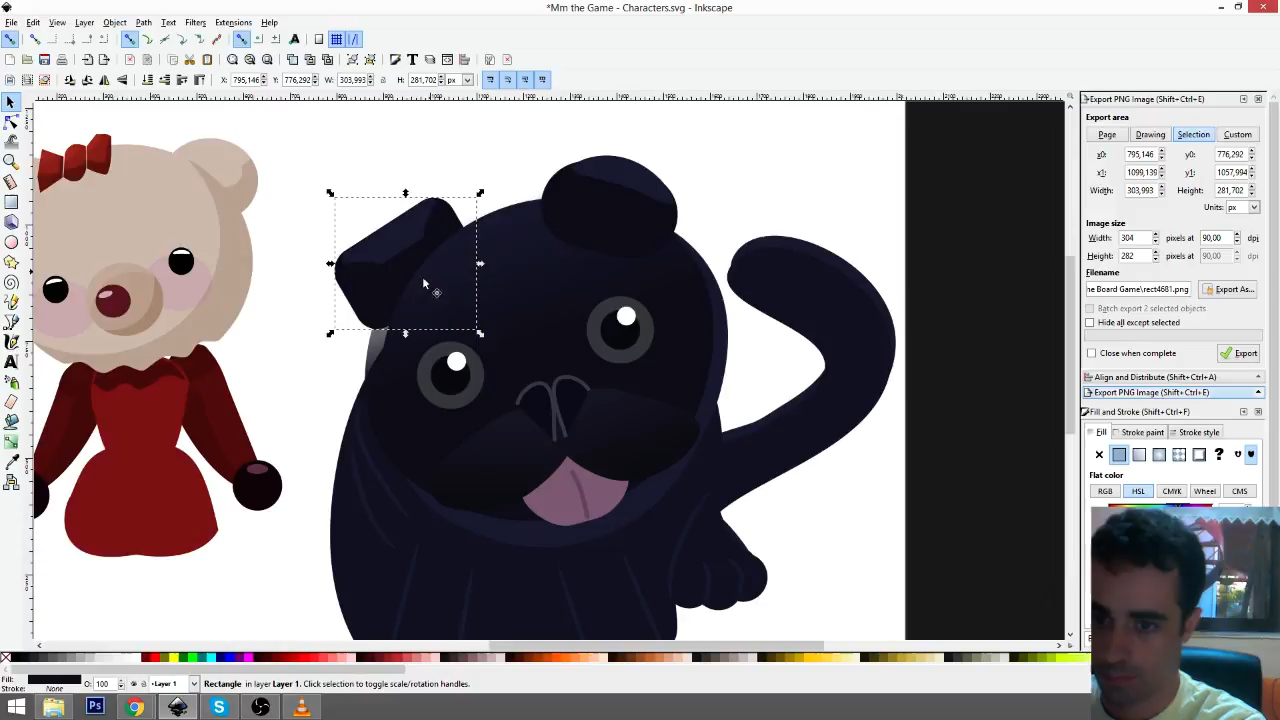 *Mm the Game - Characters.svg - Inkscape
File Edit View Layer Object Path Text Filters Extensions Help
X: 795,146 Y: 776,292 W: 303,993 H: 281,702 px
Export PNG Image (Shift+Ctrl+E)
Export area
Page Drawing Selection Custom
x0: 795,146 y0: 776,292
x1: 1099,139 y1: 1057,994
Width: 303,993 Height: 281,702
Units: px
Image size
Width: 304 pixels at 90,00 dpi
Height: 282 pixels at 90,00 dpi
Filename
he Board Game\rect4681.png Export As...
Batch export 2 selected objects
Hide all except selected
Close when complete Export
Align and Distribute (Shift+Ctrl+A)
Export PNG Image (Shift+Ctrl+E)
Fill and Stroke (Shift+Ctrl+F)
Fill Stroke paint Stroke style
Flat color
RGB HSL CMYK Wheel CMS
Fill:
Stroke: None O: 100 Layer 1 Rectangle in layer Layer 1. Click selection to toggle scale/rotation handles.